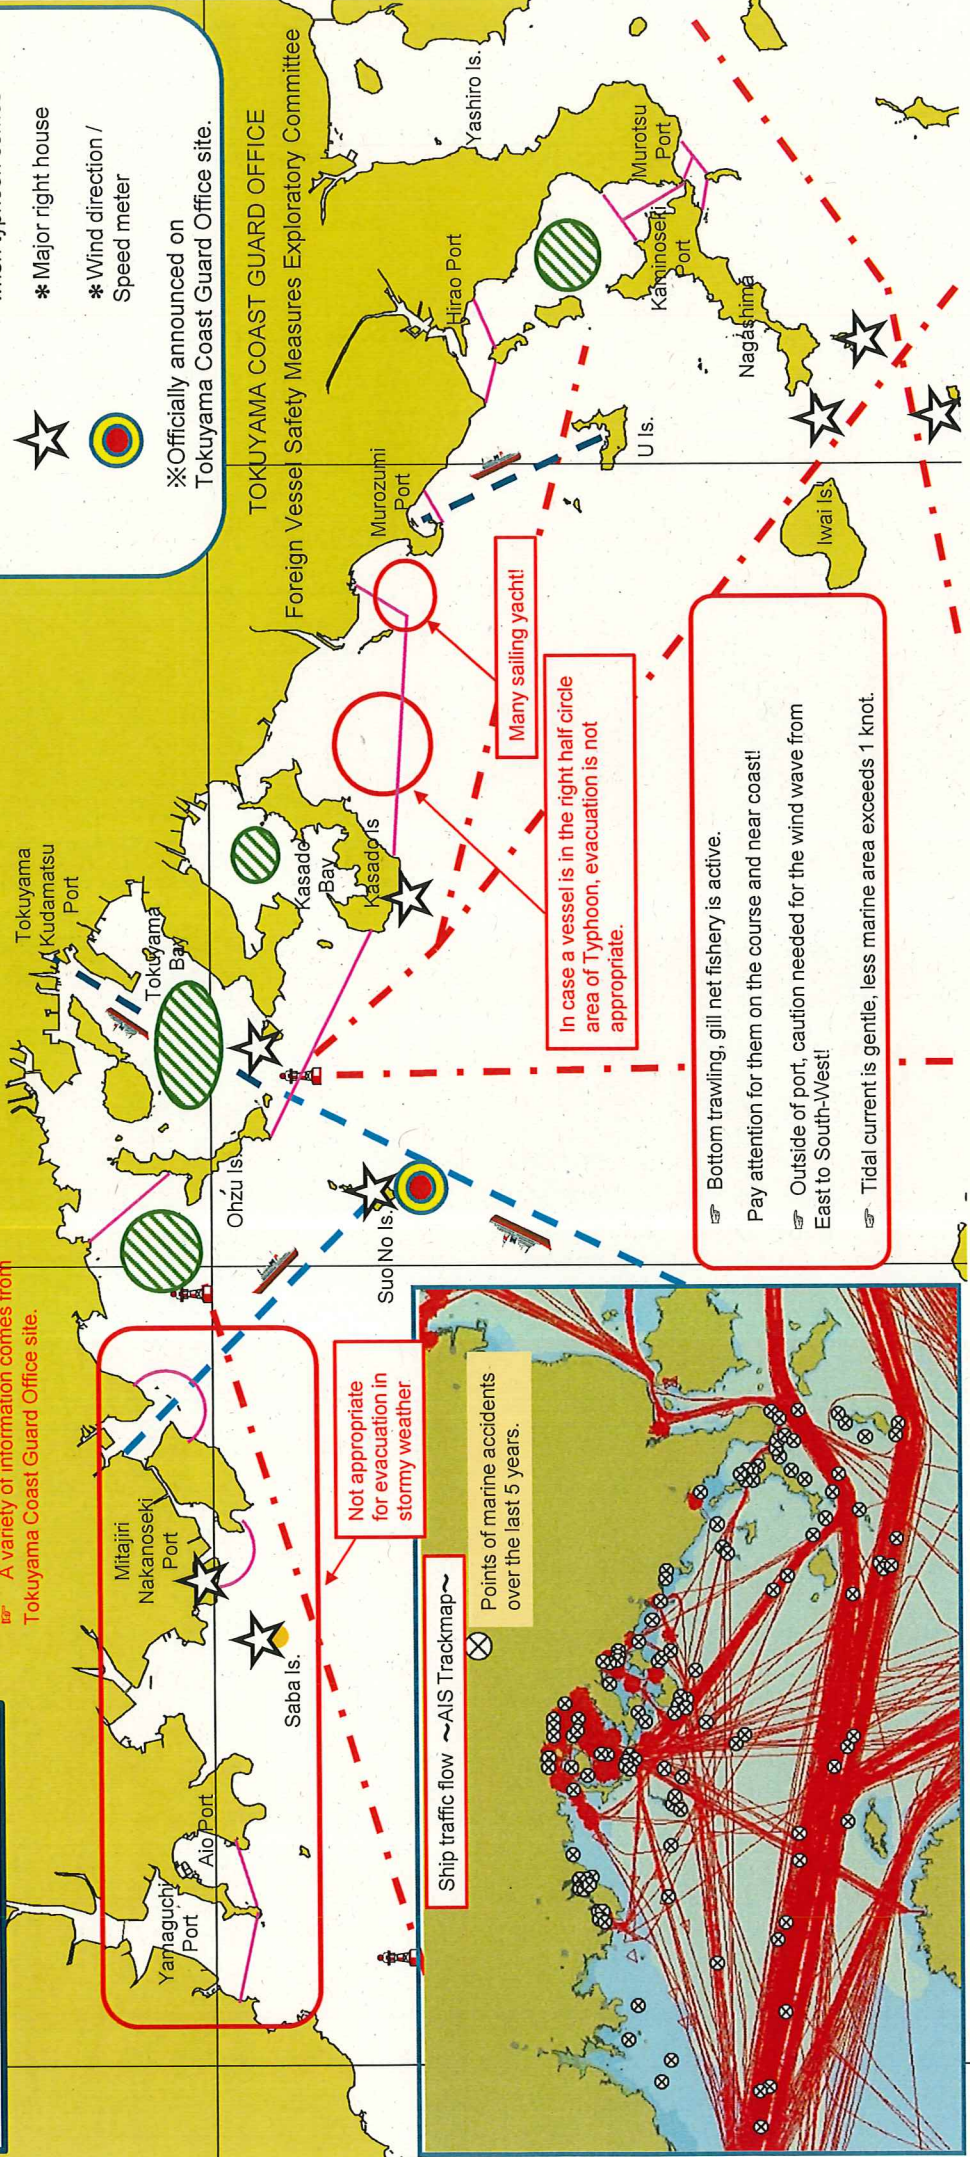 ☞ A variety of information comes from
Tokuyama Coast Guard Office site.
＊Major right house
＊Wind direction /
Speed meter
※Officially announced on
Tokuyama Coast Guard Office site.
TOKUYAMA COAST GUARD OFFICE
Foreign Vessel Safety Measures Exploratory Committee
Yamaguchi
Port
Aio Port
Mitajiri
Nakanoseki
Port
Saba Is.
Not appropriate
for evacuation in
stormy weather
Ohzu Is.
Suo No Is.
Tokuyama
Kudamatsu
Port
Tokuyama
Bay
Kasado
Bay
Kasado Is
Murozumi
Port
Hirao Port
Yashiro Is.
Murotsu
Port
Kaminoseki
Port
Nagashima
U Is.
Iwai Is.
Many sailing yacht!
In case a vessel is in the right half circle
area of Typhoon, evacuation is not
appropriate.
☞ Bottom trawling, gill net fishery is active.
Pay attention for them on the course and near coast!
☞ Outside of port, caution needed for the wind wave from
East to South-West!
☞ Tidal current is gentle, less marine area exceeds 1 knot.
Ship traffic flow ～AIS Trackmap～
Points of marine accidents
over the last 5 years.